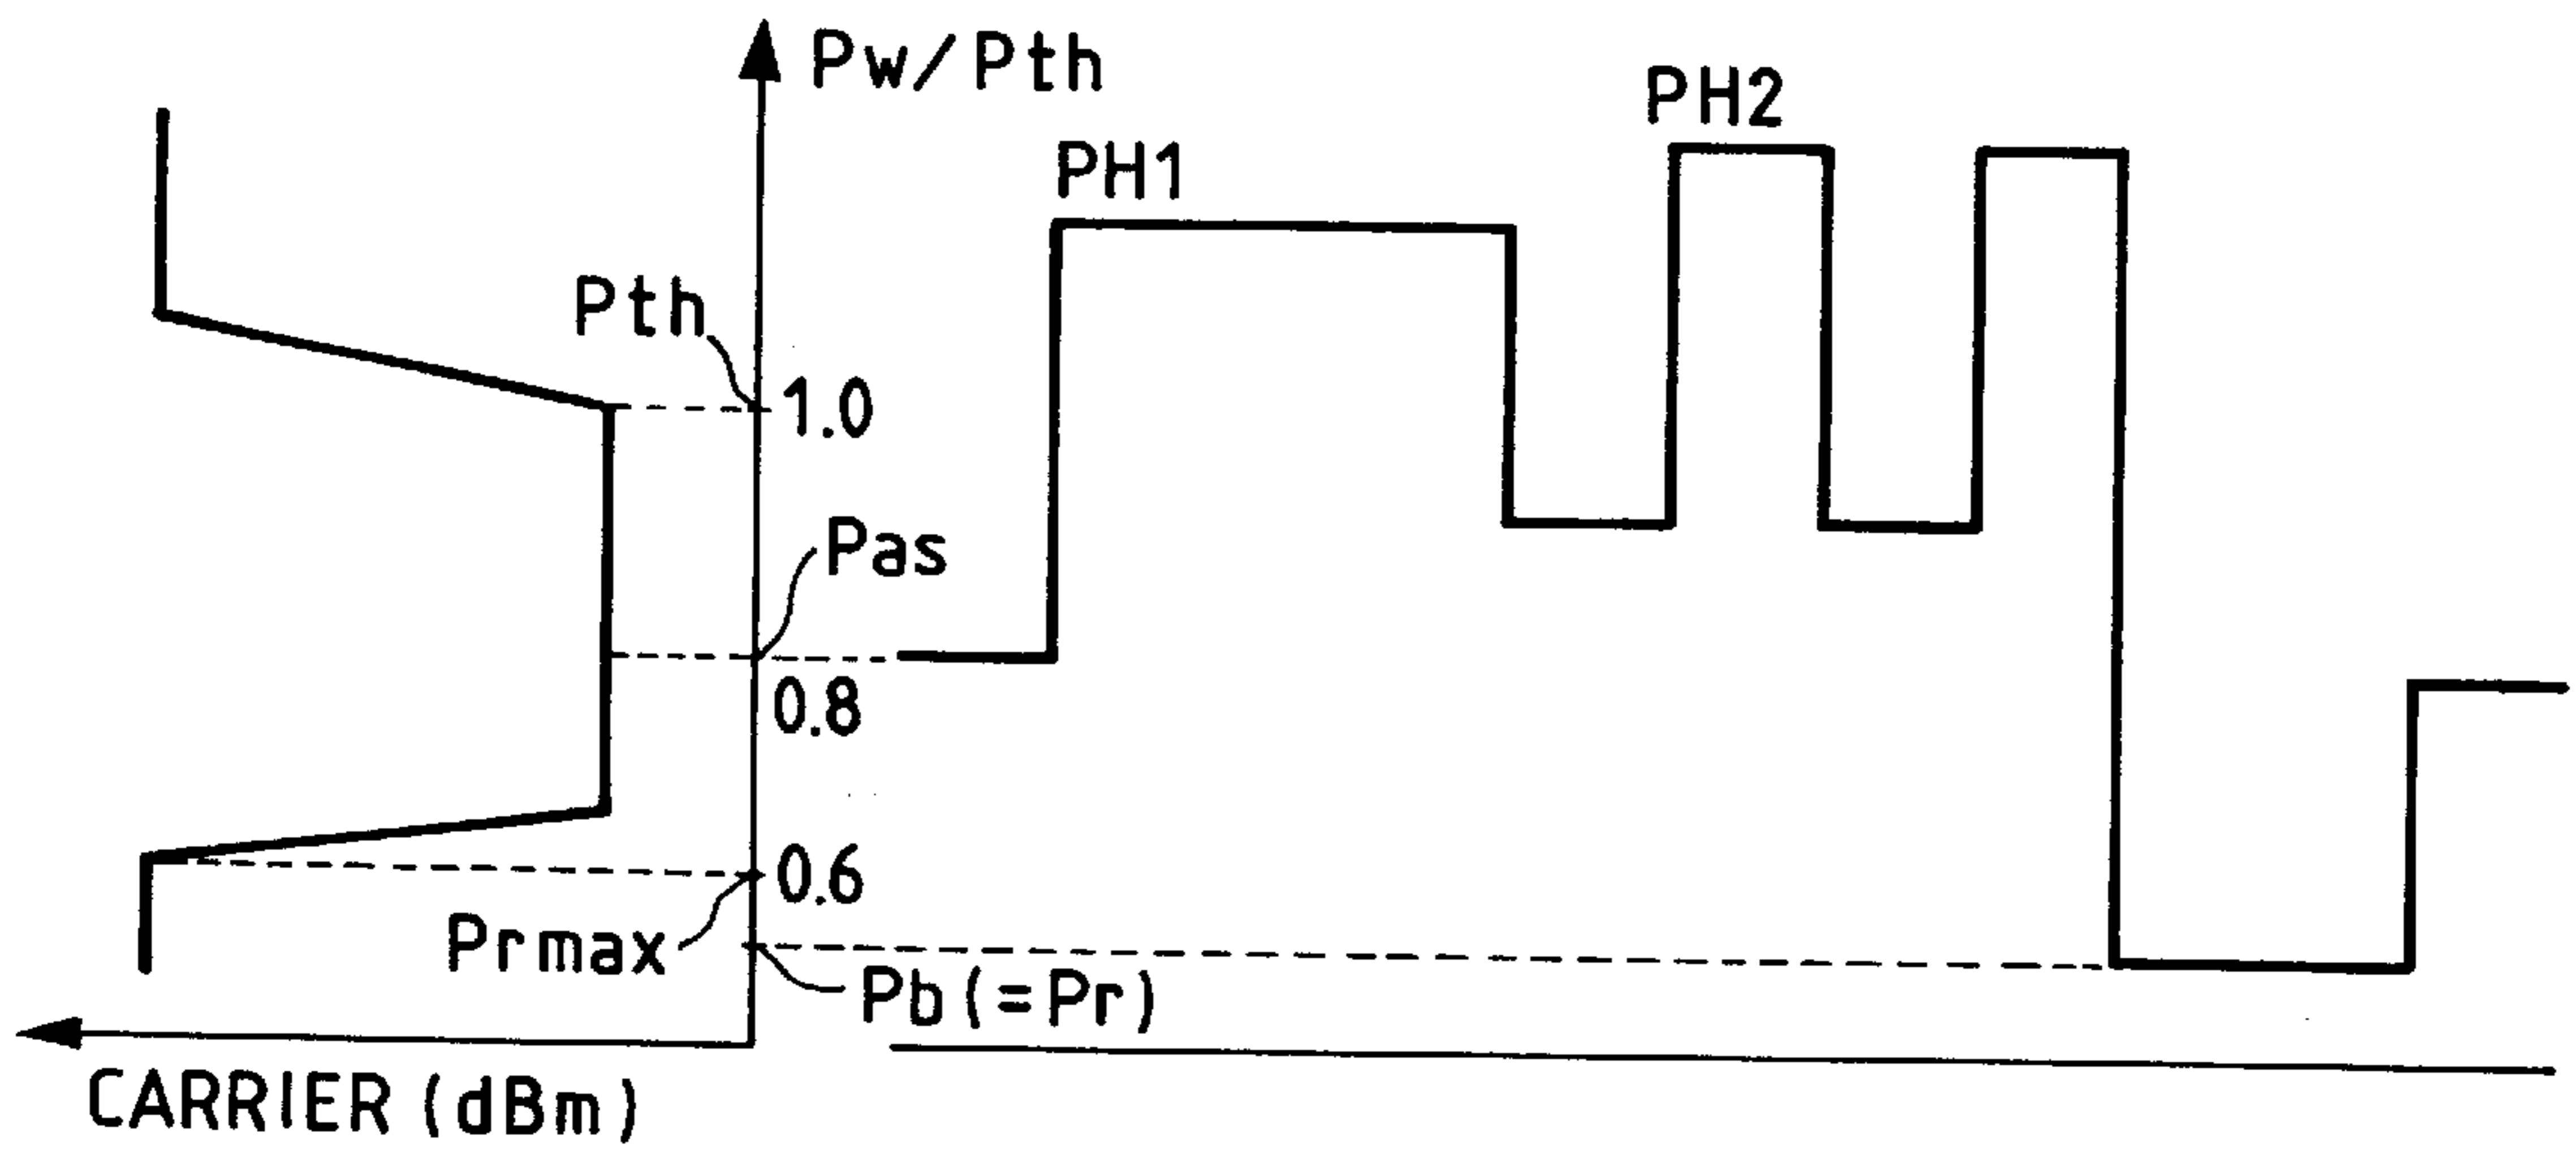 Pw/Pth
PH2
PH1
Pth
1.0
Pas
0.8
0.6
Prmax
Pb (=Pr)
CARRIER (dBm)